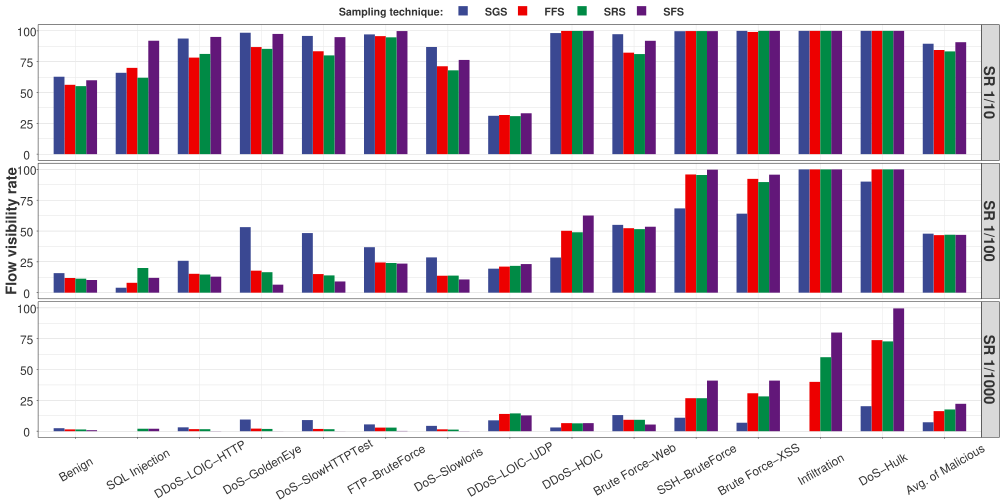 Sampling technique: SGS FFS SRS SFS
Flow visibility rate
100
75
50
25
0
SR 1/10
100
75
50
25
0
SR 1/100
100
75
50
25
0
SR 1/1000
Benign
SQL Injection
DDoS−LOIC−HTTP
DoS−GoldenEye
DoS−SlowHTTPTest
FTP−BruteForce
DoS−Slowloris
DDoS−LOIC−UDP
DDoS−HOIC
Brute Force−Web
SSH−BruteForce
Brute Force−XSS
Infiltration
DoS−Hulk
Avg. of Malicious